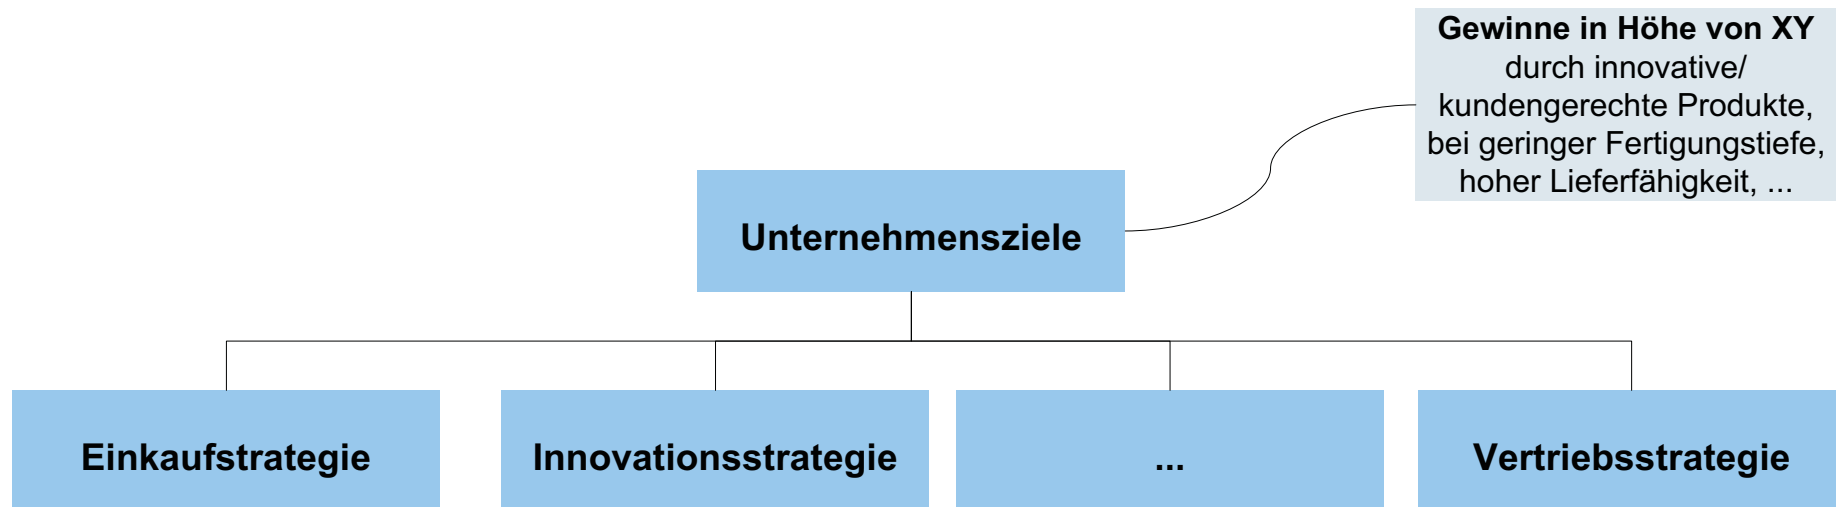 Gewinne in Höhe von XY
durch innovative/
kundengerechte Produkte,
bei geringer Fertigungstiefe,
hoher Lieferfähigkeit, ...
Unternehmensziele
Einkaufstrategie
Innovationsstrategie
...
Vertriebsstrategie